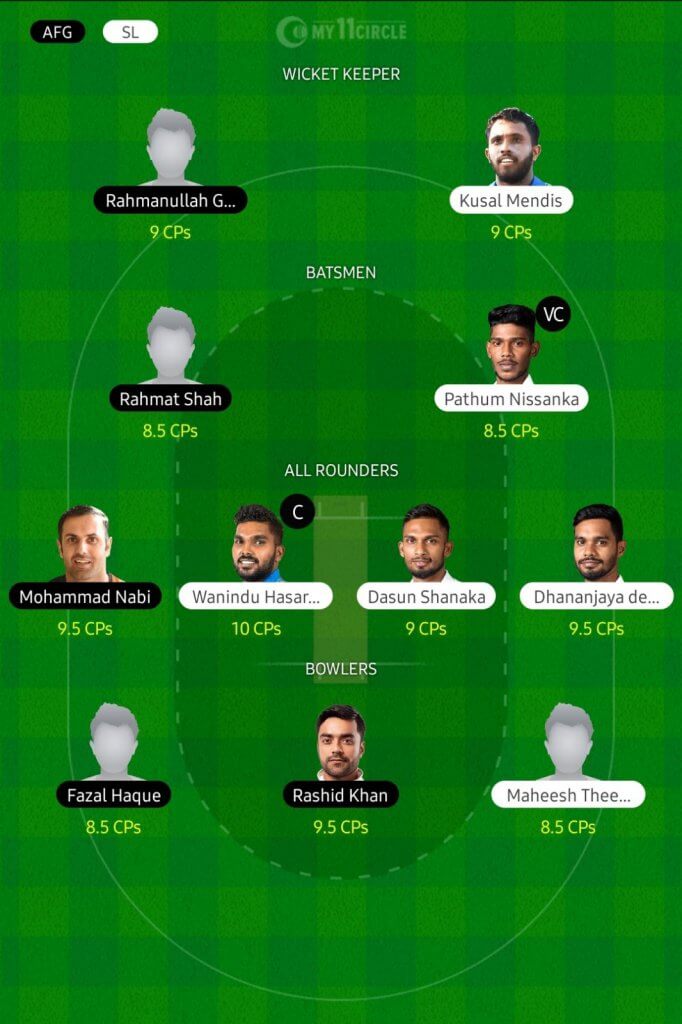 AFG
SL
MY11CIRCLE
WICKET KEEPER
Rahmanullah G...
Kusal Mendis
9 CPs
9 CPs
BATSMEN
VC
Rahmat Shah
Pathum Nissanka
8.5 CPs
8.5 CPs
ALL ROUNDERS
C
Mohammad Nabi
Wanindu Hasar...
Dasun Shanaka
Dhananjaya de...
9.5 CPs
10 CPs
9 CPs
9.5 CPs
BOWLERS
Fazal Haque
Rashid Khan
Maheesh Thee...
8.5 CPs
9.5 CPs
8.5 CPs